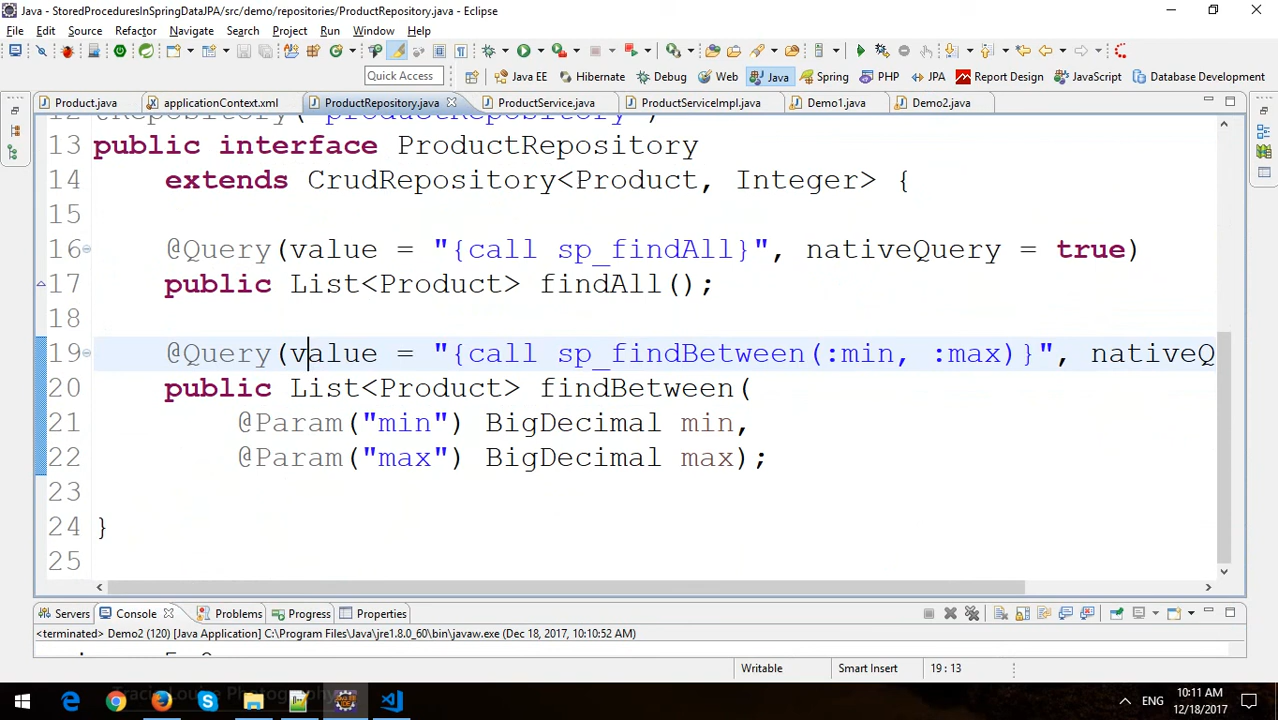 Java - StoredProceduresInSpringDataJPA/src/demo/repositories/ProductRepository.java - Eclipse
File Edit Source Refactor Navigate Search Project Run Window Help
Quick Access Java EE Hibernate Debug Web Java Spring PHP JPA Report Design JavaScript Database Development
Product.java applicationContext.xml ProductRepository.java ProductService.java ProductServiceImpl.java Demo1.java Demo2.java
12 @Repository("productRepository")
13 public interface ProductRepository
14 extends CrudRepository<Product, Integer> {
15
16 @Query(value = "{call sp_findAll}", nativeQuery = true)
17 public List<Product> findAll();
18
19 @Query(value = "{call sp_findBetween(:min, :max)}", nativeQ
20 public List<Product> findBetween(
21 @Param("min") BigDecimal min,
22 @Param("max") BigDecimal max);
23
24 }
25
Servers Console Problems Progress Properties
<terminated> Demo2 (120) [Java Application] C:\Program Files\Java\jre1.8.0_60\bin\javaw.exe (Dec 18, 2017, 10:10:52 AM)
Writable Smart Insert 19 : 13
Tracie Louise Photography
ENG 10:11 AM
12/18/2017